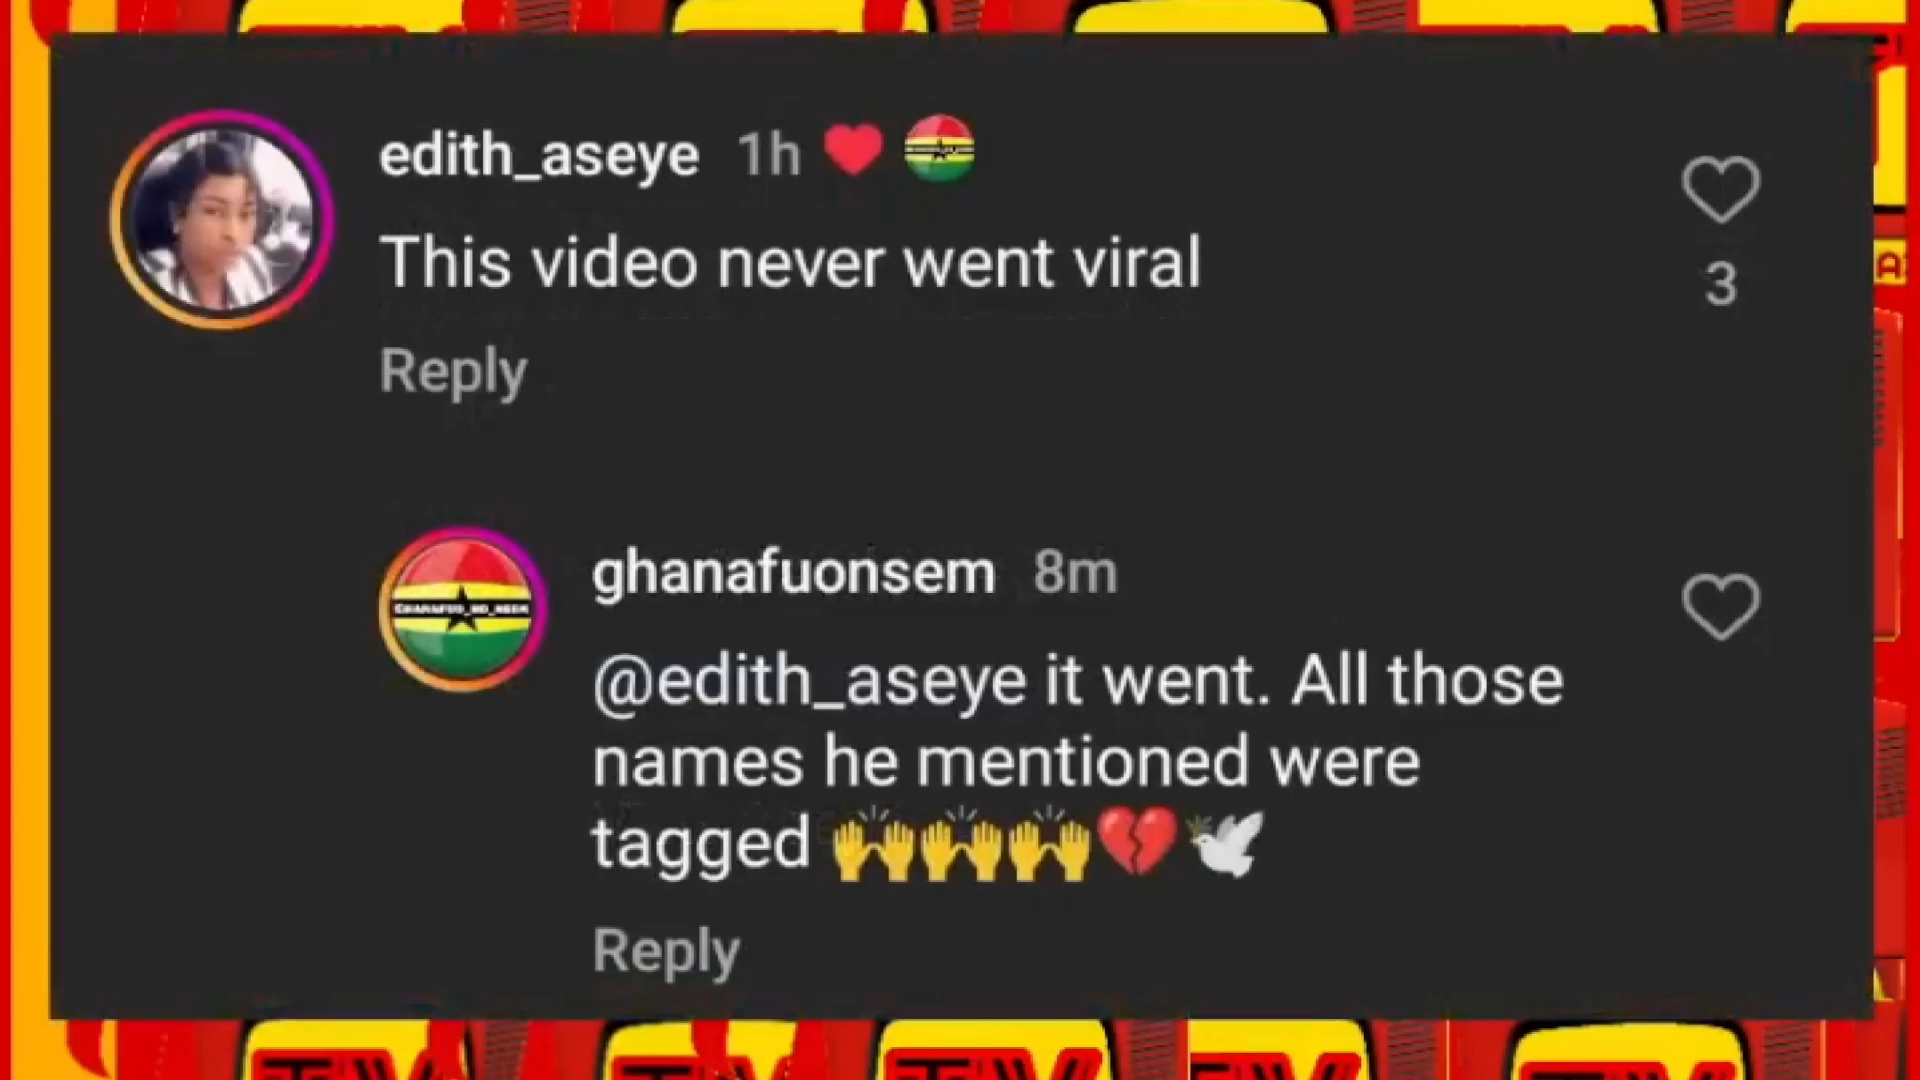 edith_aseye 1h ❤️
This video never went viral
3
Reply
ghanafuonsem 8m
@edith_aseye it went. All those
names he mentioned were
tagged 🙌🙌🙌💔🕊️
Reply